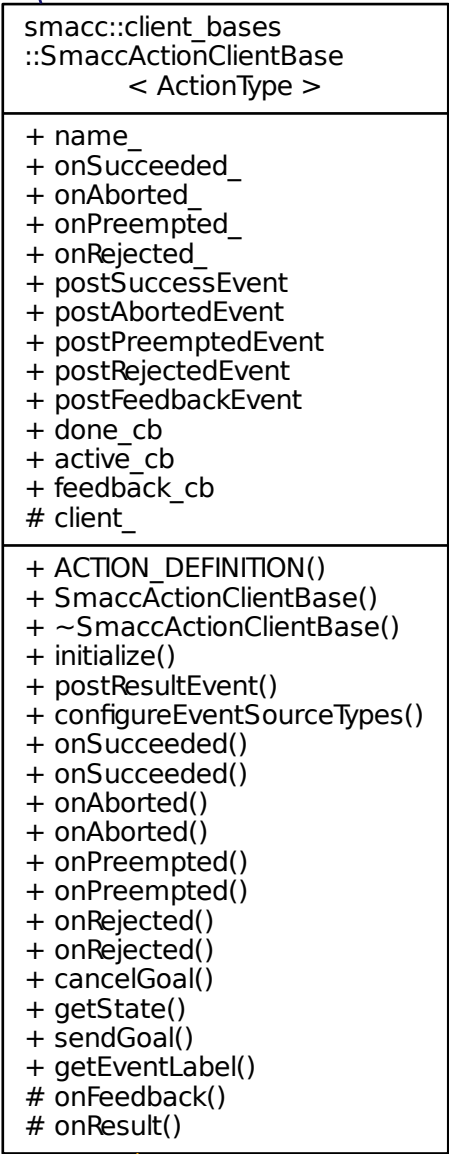 smacc::client_bases
::SmaccActionClientBase
< ActionType >
+ name_
+ onSucceeded_
+ onAborted_
+ onPreempted_
+ onRejected_
+ postSuccessEvent
+ postAbortedEvent
+ postPreemptedEvent
+ postRejectedEvent
+ postFeedbackEvent
+ done_cb
+ active_cb
+ feedback_cb
# client_
+ ACTION_DEFINITION()
+ SmaccActionClientBase()
+ ~SmaccActionClientBase()
+ initialize()
+ postResultEvent()
+ configureEventSourceTypes()
+ onSucceeded()
+ onSucceeded()
+ onAborted()
+ onAborted()
+ onPreempted()
+ onPreempted()
+ onRejected()
+ onRejected()
+ cancelGoal()
+ getState()
+ sendGoal()
+ getEventLabel()
# onFeedback()
# onResult()